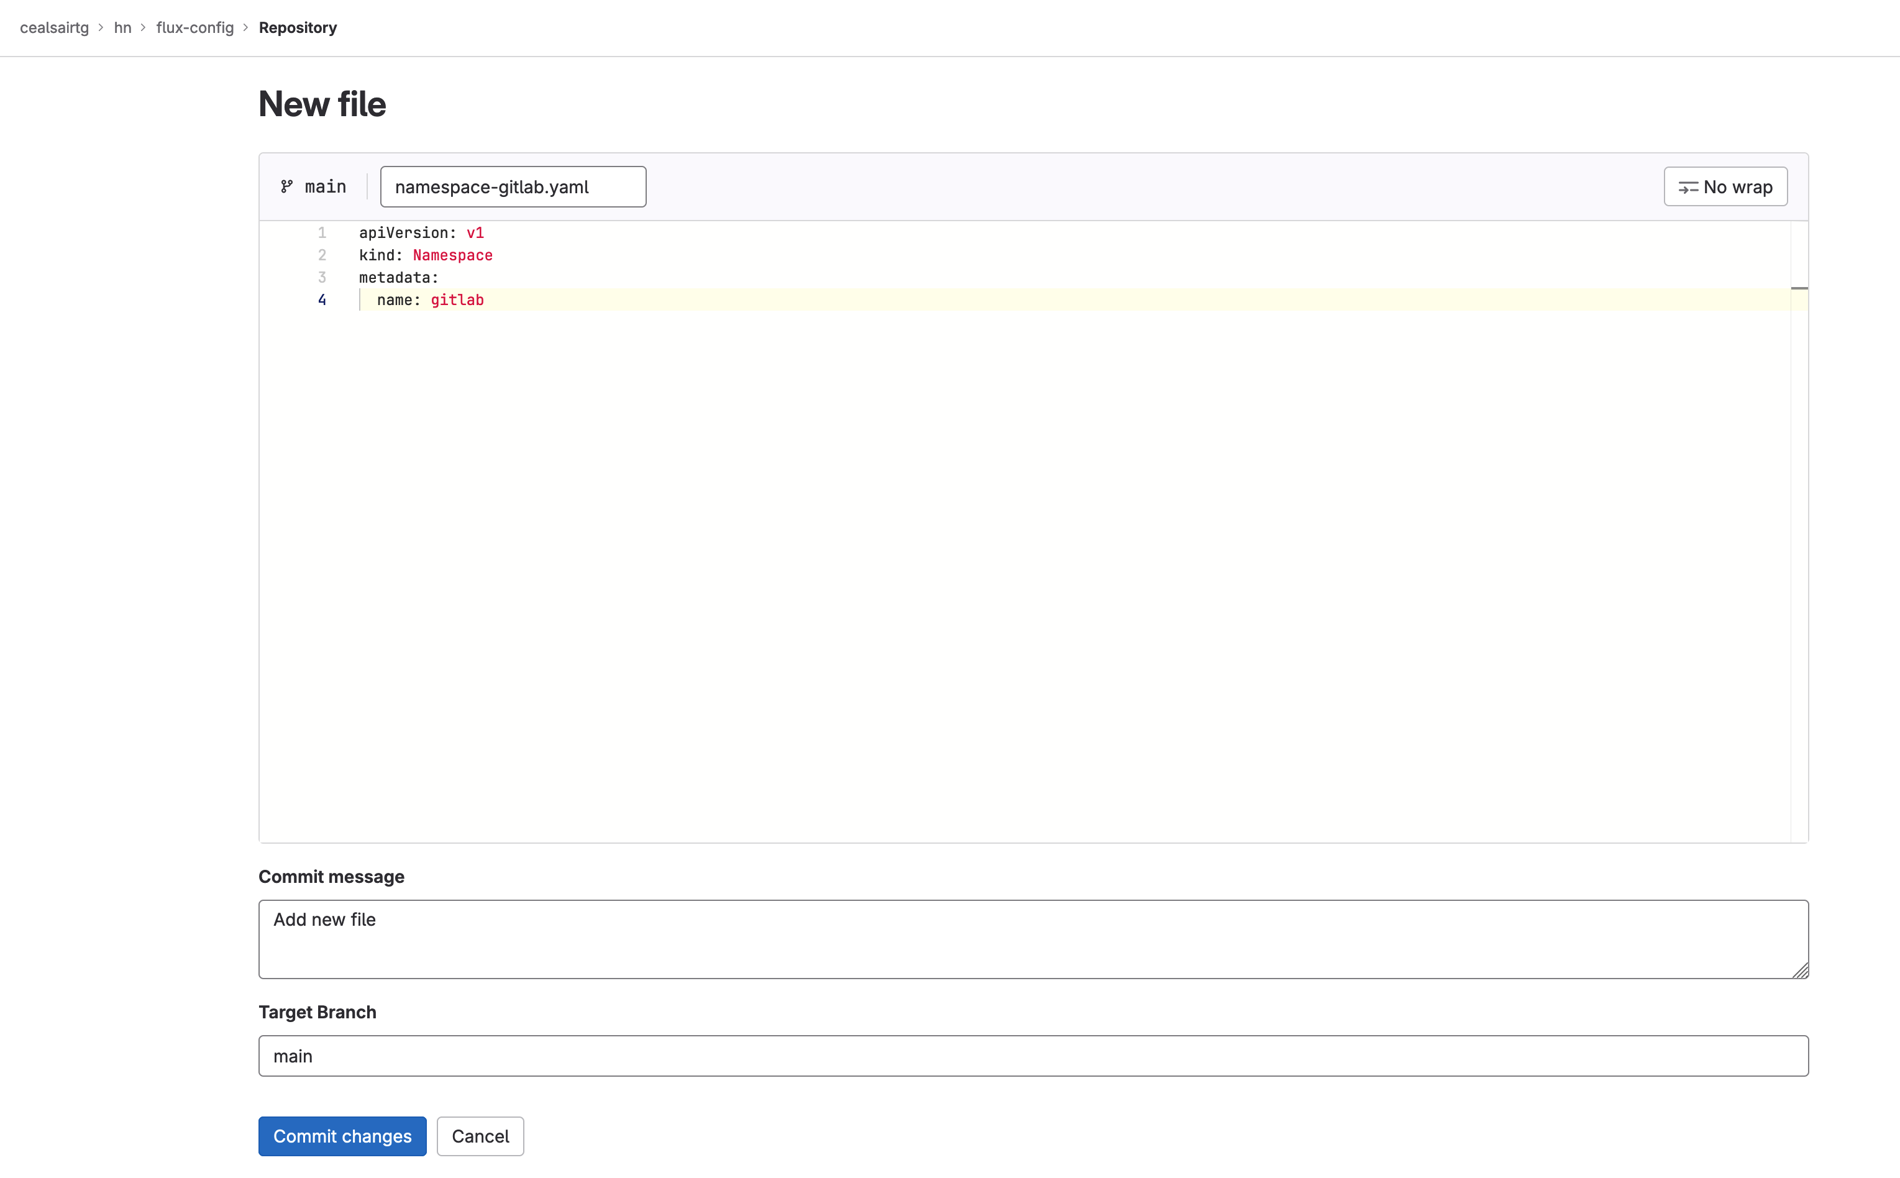 cealsairtg > hn > flux-config > Repository
New file
main
namespace-gitlab.yaml
No wrap
1 apiVersion: v1
2 kind: Namespace
3 metadata:
4   name: gitlab
Commit message
Add new file
Target Branch
main
Commit changes
Cancel